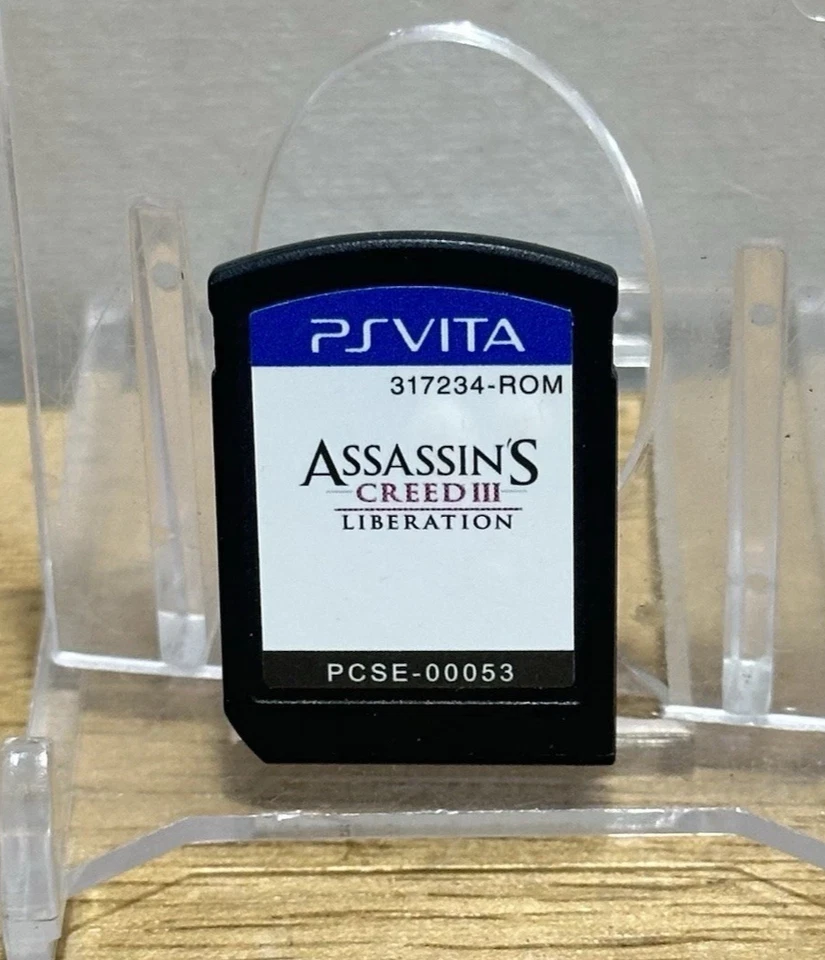 PSVITA
317234-ROM
ASSASSIN'S
CREED III
LIBERATION
PCSE-00053